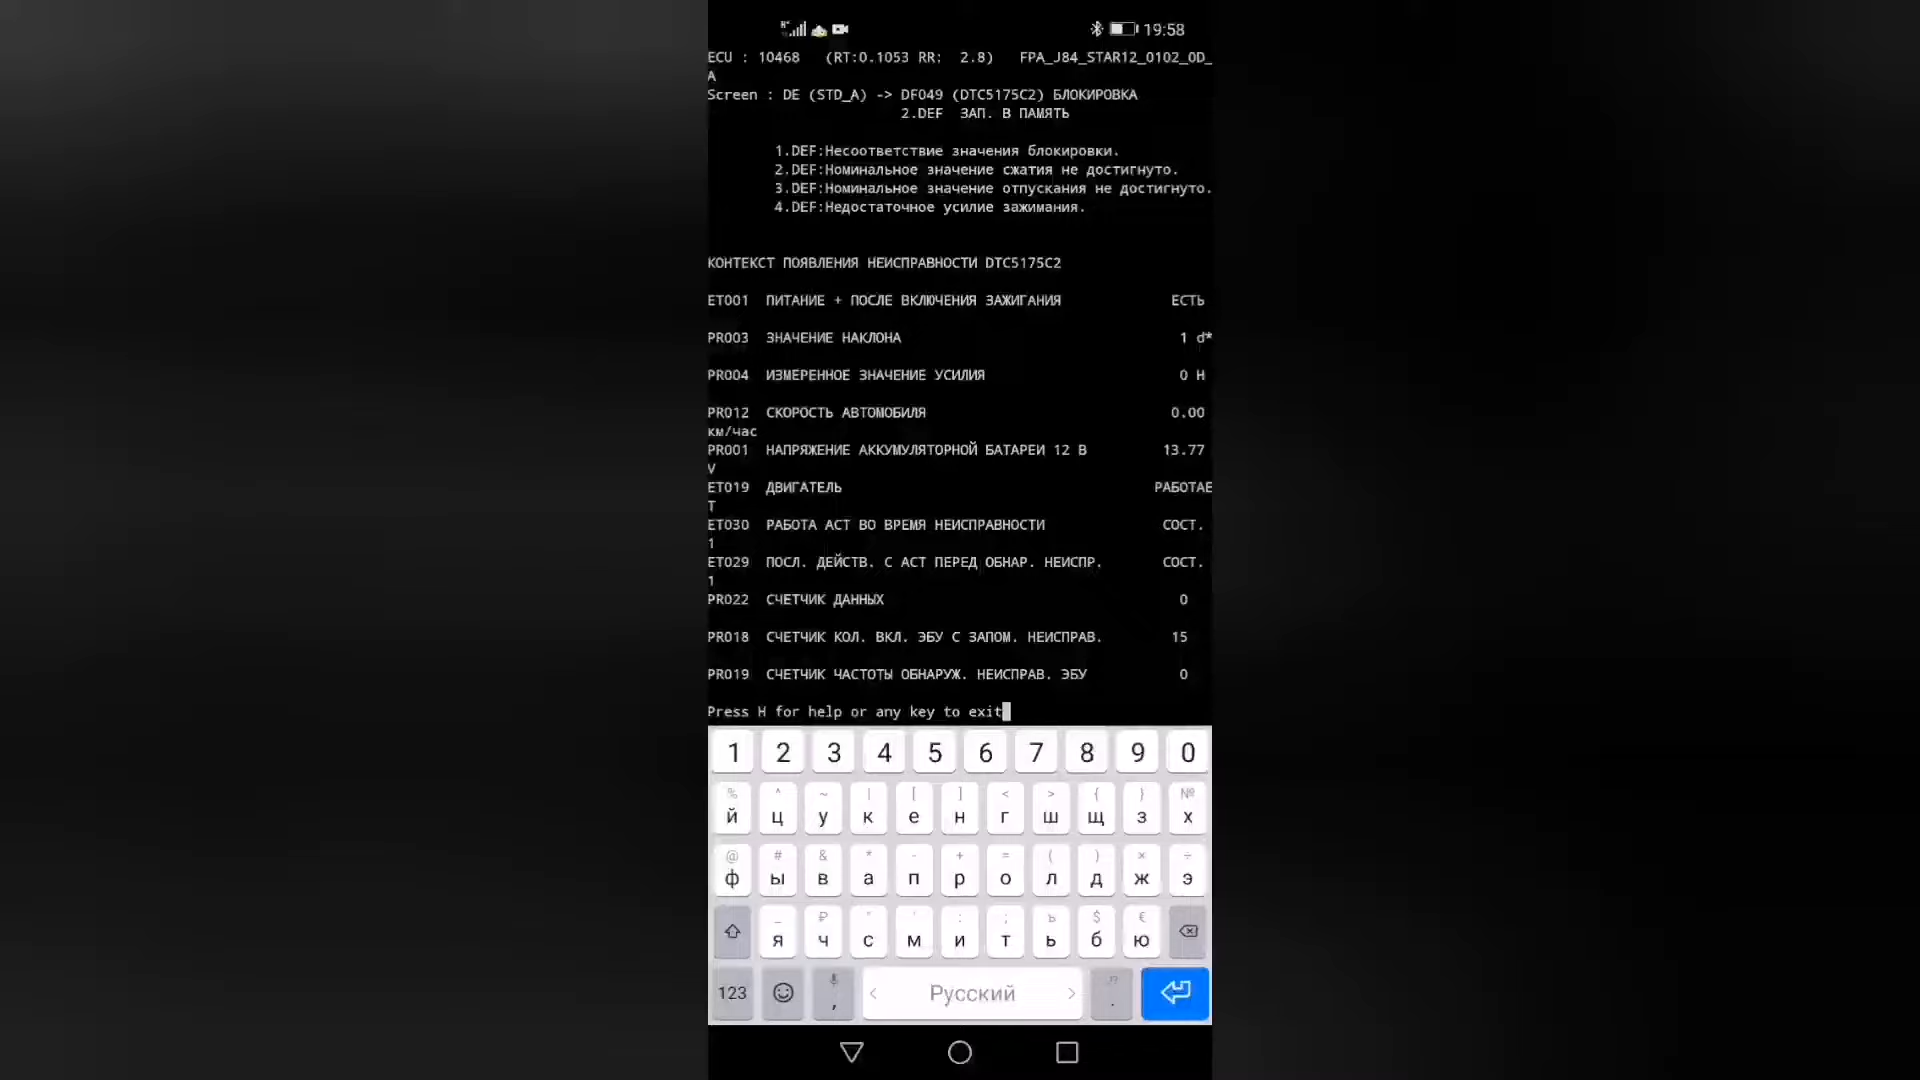 19:58
ECU : 10468 (RT:0.1053 RR: 2.8) FPA_J84_STAR12_0102_0D_
A
Screen : DE (STD_A) -> DF049 (DTC5175C2) БЛОКИРОВКА
2.DEF ЗАП. В ПАМЯТЬ
1.DEF:Несоответствие значения блокировки.
2.DEF:Номинальное значение сжатия не достигнуто.
3.DEF:Номинальное значение отпускания не достигнуто.
4.DEF:Недостаточное усилие зажимания.
КОНТЕКСТ ПОЯВЛЕНИЯ НЕИСПРАВНОСТИ DTC5175C2
ET001 ПИТАНИЕ + ПОСЛЕ ВКЛЮЧЕНИЯ ЗАЖИГАНИЯ ЕСТЬ
PR003 ЗНАЧЕНИЕ НАКЛОНА 1 d*
PR004 ИЗМЕРЕННОЕ ЗНАЧЕНИЕ УСИЛИЯ 0 Н
PR012 СКОРОСТЬ АВТОМОБИЛЯ 0.00
км/час
PR001 НАПРЯЖЕНИЕ АККУМУЛЯТОРНОЙ БАТАРЕИ 12 В 13.77
V
ET019 ДВИГАТЕЛЬ РАБОТАЕ
Т
ET030 РАБОТА АСТ ВО ВРЕМЯ НЕИСПРАВНОСТИ СОСТ.
1
ET029 ПОСЛ. ДЕЙСТВ. С АСТ ПЕРЕД ОБНАР. НЕИСПР. СОСТ.
1
PR022 СЧЕТЧИК ДАННЫХ 0
PR018 СЧЕТЧИК КОЛ. ВКЛ. ЭБУ С ЗАПОМ. НЕИСПРАВ. 15
PR019 СЧЕТЧИК ЧАСТОТЫ ОБНАРУЖ. НЕИСПРАВ. ЭБУ 0
Press H for help or any key to exit
1 2 3 4 5 6 7 8 9 0
% ^ ~ | [ ] < > { } №
й ц у к е н г ш щ з х
@ # & * - + = ( ) × ÷
ф ы в а п р о л д ж э
_ ₽ " ' : ; ъ $ €
я ч с м и т ь б ю
!?
123 , < Русский > .